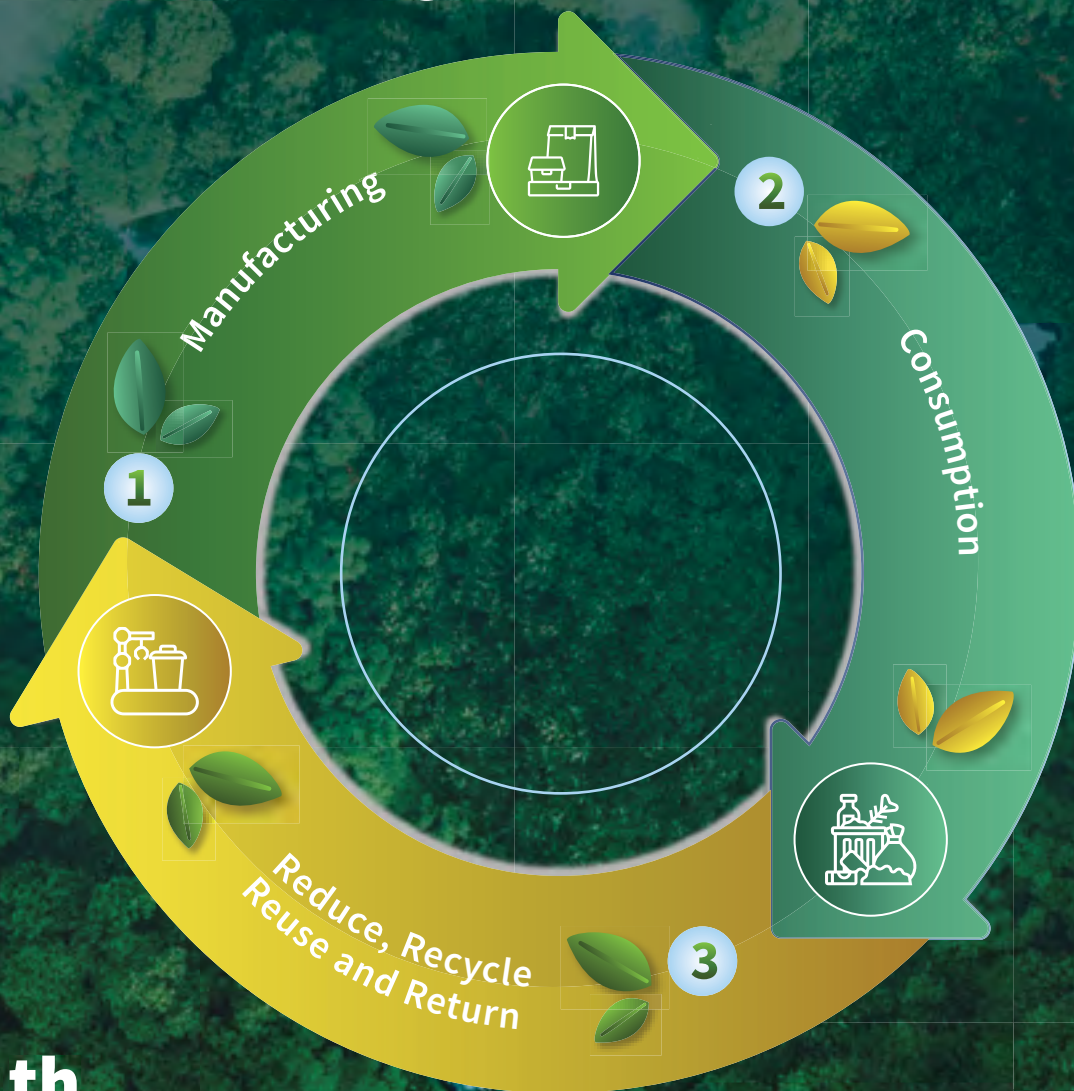 Manufacturing
1
2
Consumption
3
Reduce, Recycle
Reuse and Return
th